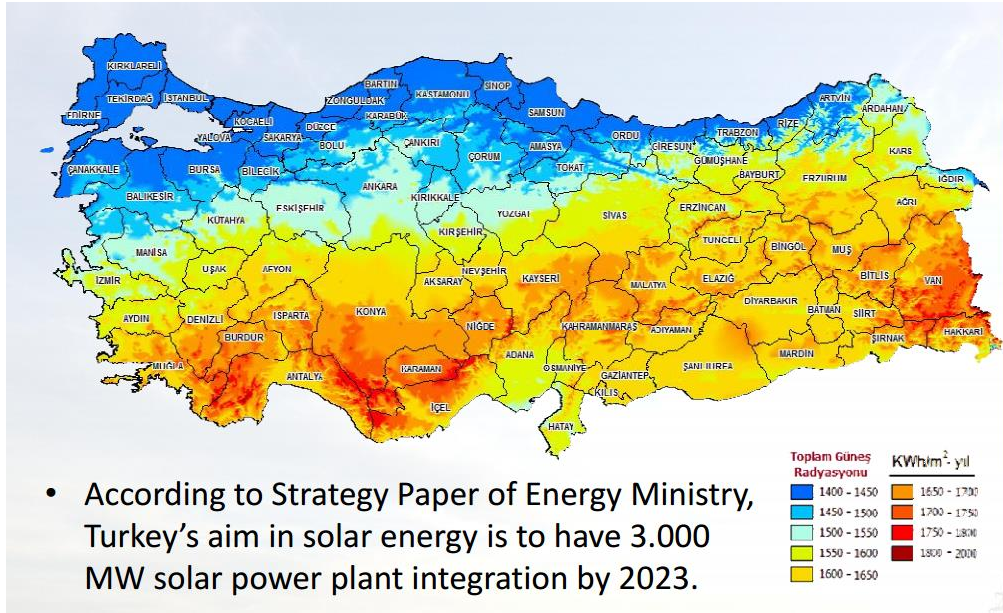 KIRKLARELİ
TEKİRDAĞ
İSTANBUL
EDİRNE
KOCAELİ
YALOVA
SAKARYA
DÜZCE
BOLU
ZONGULDAK
BARTIN
KARABÜK
KASTAMONU
SİNOP
SAMSUN
ÇANKIRI
ÇORUM
AMASYA
TOKAT
ORDU
GİRESUN
TRABZON
RİZE
ARTVİN
ARDAHAN
GÜMÜŞHANE
BAYBURT
ERZURUM
KARS
IĞDIR
AĞRI
ÇANAKKALE
BURSA
BİLECİK
BALIKESİR
KÜTAHYA
ESKİŞEHİR
ANKARA
KIRIKKALE
YOZGAT
KIRŞEHİR
SİVAS
ERZİNCAN
TUNCELİ
BİNGÖL
MUŞ
MANİSA
İZMİR
UŞAK
AFYON
AKSARAY
NEVŞEHİR
KAYSERİ
MALATYA
ELAZIĞ
DİYARBAKIR
BATMAN
BİTLİS
SİİRT
VAN
AYDIN
DENİZLİ
ISPARTA
BURDUR
KONYA
NİĞDE
KAHRAMANMARAŞ
ADIYAMAN
HAKKARİ
ŞIRNAK
MARDİN
MUĞLA
ANTALYA
KARAMAN
İÇEL
ADANA
OSMANİYE
GAZİANTEP
KİLİS
ŞANLIURFA
HATAY
Toplam Güneş
Radyasyonu
KWh/m²- yıl
1400 - 1450
1450 - 1500
1500 - 1550
1550 - 1600
1600 - 1650
1650 - 1700
1700 - 1750
1750 - 1800
1800 - 2000
• According to Strategy Paper of Energy Ministry,
Turkey’s aim in solar energy is to have 3.000
MW solar power plant integration by 2023.